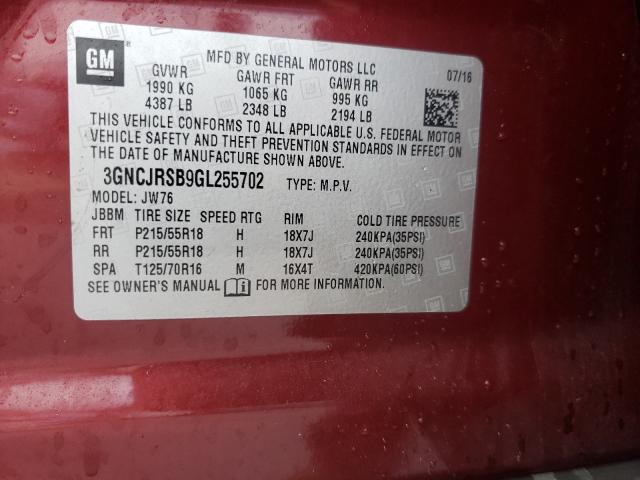 GM
MFD BY GENERAL MOTORS LLC
GVWR GAWR FRT GAWR RR 07/16
1990 KG 1065 KG 995 KG
4387 LB 2348 LB 2194 LB
THIS VEHICLE CONFORMS TO ALL APPLICABLE U.S. FEDERAL MOTOR
VEHICLE SAFETY AND THEFT PREVENTION STANDARDS IN EFFECT ON
THE DATE OF MANUFACTURE SHOWN ABOVE.
3GNCJRSB9GL255702 TYPE: M.P.V.
MODEL: JW76
JBBM TIRE SIZE SPEED RTG RIM COLD TIRE PRESSURE
FRT P215/55R18 H 18X7J 240KPA(35PSI)
RR P215/55R18 H 18X7J 240KPA(35PSI)
SPA T125/70R16 M 16X4T 420KPA(60PSI)
SEE OWNER'S MANUAL FOR MORE INFORMATION.